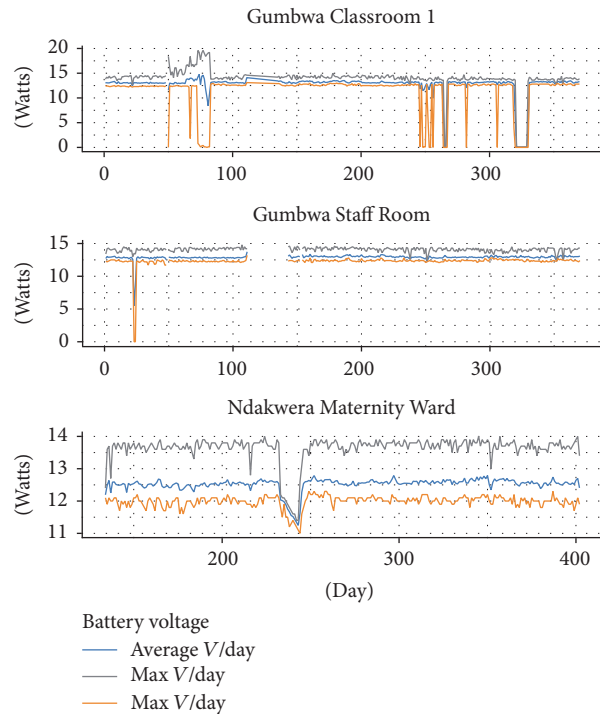 Gumbwa Classroom 1
20
15
10
5
0
(Watts)
0 100 200 300
Gumbwa Staff Room
15
10
5
0
(Watts)
0 100 200 300
Ndakwera Maternity Ward
14
13
12
11
(Watts)
200 300 400
(Day)
Battery voltage
Average V/day
Max V/day
Max V/day